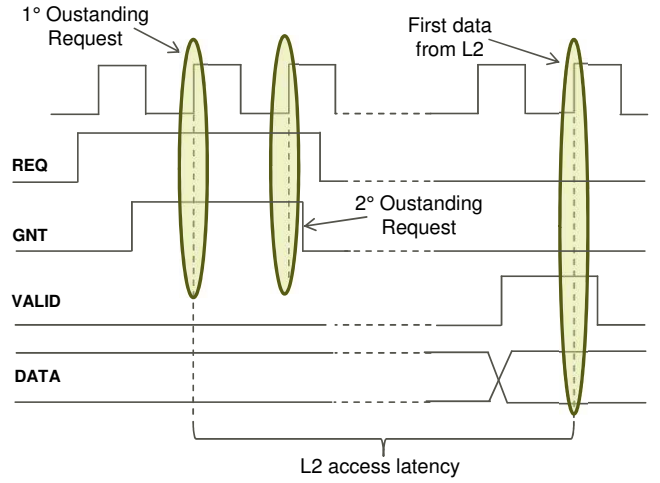 1° Oustanding
Request
First data
from L2
REQ
GNT
2° Oustanding
Request
VALID
DATA
L2 access latency